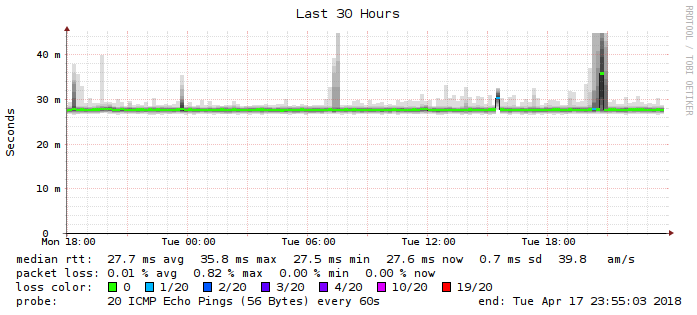 Last 30 Hours
RRDTOOL / TOBI OETIKER
Seconds
40 m
30 m
20 m
10 m
0
Mon 18:00 Tue 00:00 Tue 06:00 Tue 12:00 Tue 18:00
median rtt: 27.7 ms avg 35.8 ms max 27.5 ms min 27.6 ms now 0.7 ms sd 39.8 am/s
packet loss: 0.01 % avg 0.82 % max 0.00 % min 0.00 % now
loss color: 0 1/20 2/20 3/20 4/20 10/20 19/20
probe: 20 ICMP Echo Pings (56 Bytes) every 60s end: Tue Apr 17 23:55:03 2018